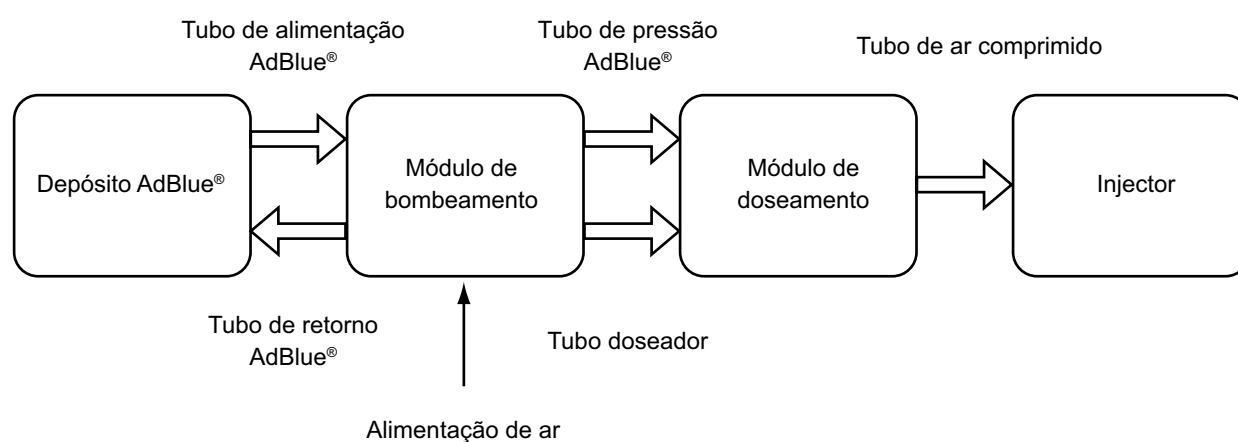 Tubo de alimentação
AdBlue®
Tubo de pressão
AdBlue®
Tubo de ar comprimido
Depósito AdBlue®
Módulo de
bombeamento
Módulo de
doseamento
Injector
Tubo de retorno
AdBlue®
Tubo doseador
Alimentação de ar